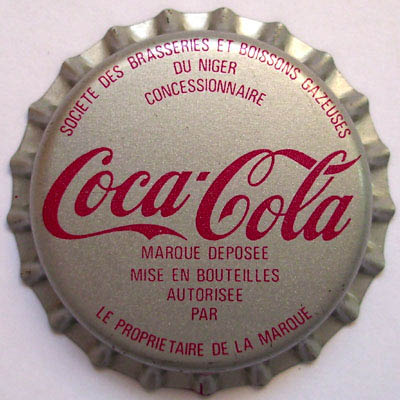 SOCIETE DES BRASSERIES ET BOISSONS GAZEUSES
DU NIGER
CONCESSIONNAIRE
Coca-Cola
MARQUE DEPOSEE
MISE EN BOUTEILLES
AUTORISEE
PAR
LE PROPRIETAIRE DE LA MARQUE